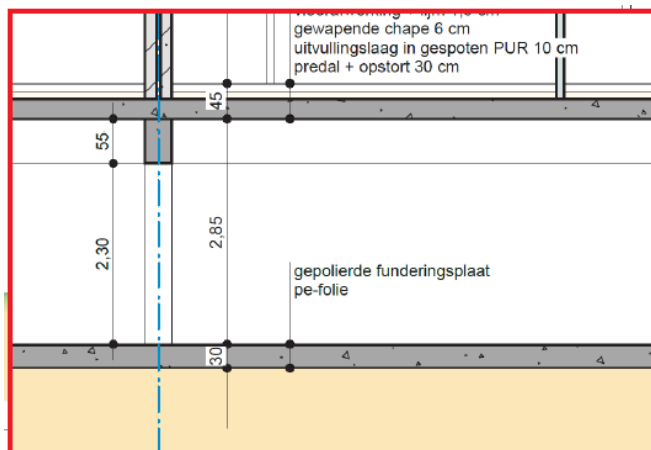 gewapende chape 6 cm
uitvullingslaag in gespoten PUR 10 cm
predal + opstort 30 cm
45
55
2,30
2,85
gepolierde funderingsplaat
pe-folie
30